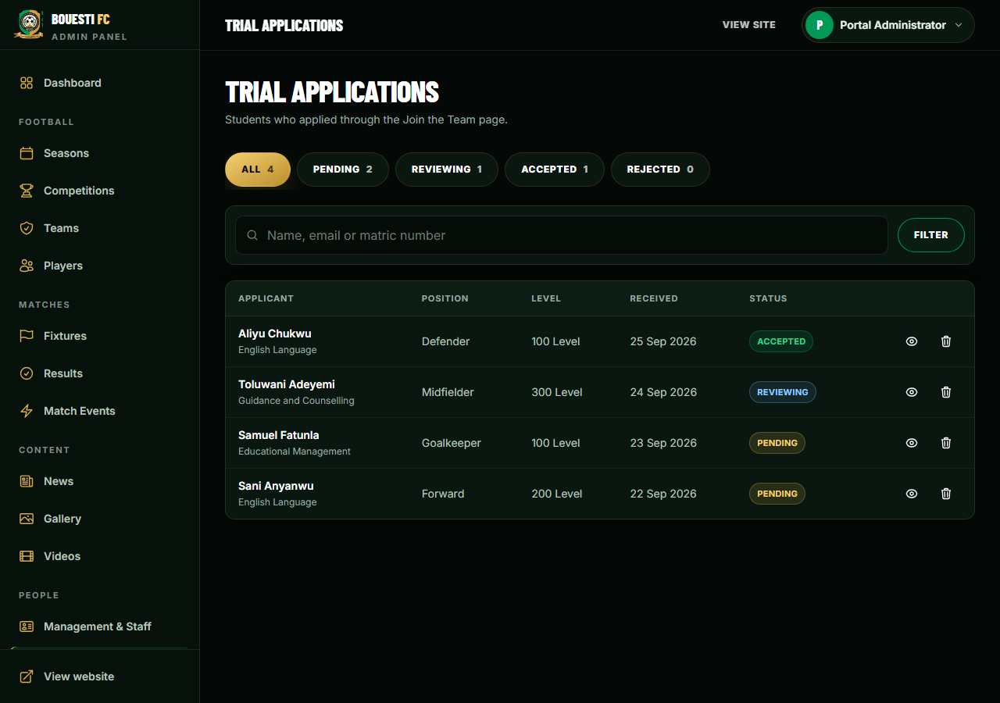 BOUESTI FC
ADMIN PANEL
Dashboard
FOOTBALL
Seasons
Competitions
Teams
Players
MATCHES
Fixtures
Results
Match Events
CONTENT
News
Gallery
Videos
PEOPLE
Management & Staff
View website
TRIAL APPLICATIONS
VIEW SITE
P Portal Administrator
TRIAL APPLICATIONS
Students who applied through the Join the Team page.
ALL 4 PENDING 2 REVIEWING 1 ACCEPTED 1 REJECTED 0
Name, email or matric number
FILTER
APPLICANT POSITION LEVEL RECEIVED STATUS
Aliyu Chukwu
English Language
Defender 100 Level 25 Sep 2026 ACCEPTED
Toluwani Adeyemi
Guidance and Counselling
Midfielder 300 Level 24 Sep 2026 REVIEWING
Samuel Fatunla
Educational Management
Goalkeeper 100 Level 23 Sep 2026 PENDING
Sani Anyanwu
English Language
Forward 200 Level 22 Sep 2026 PENDING